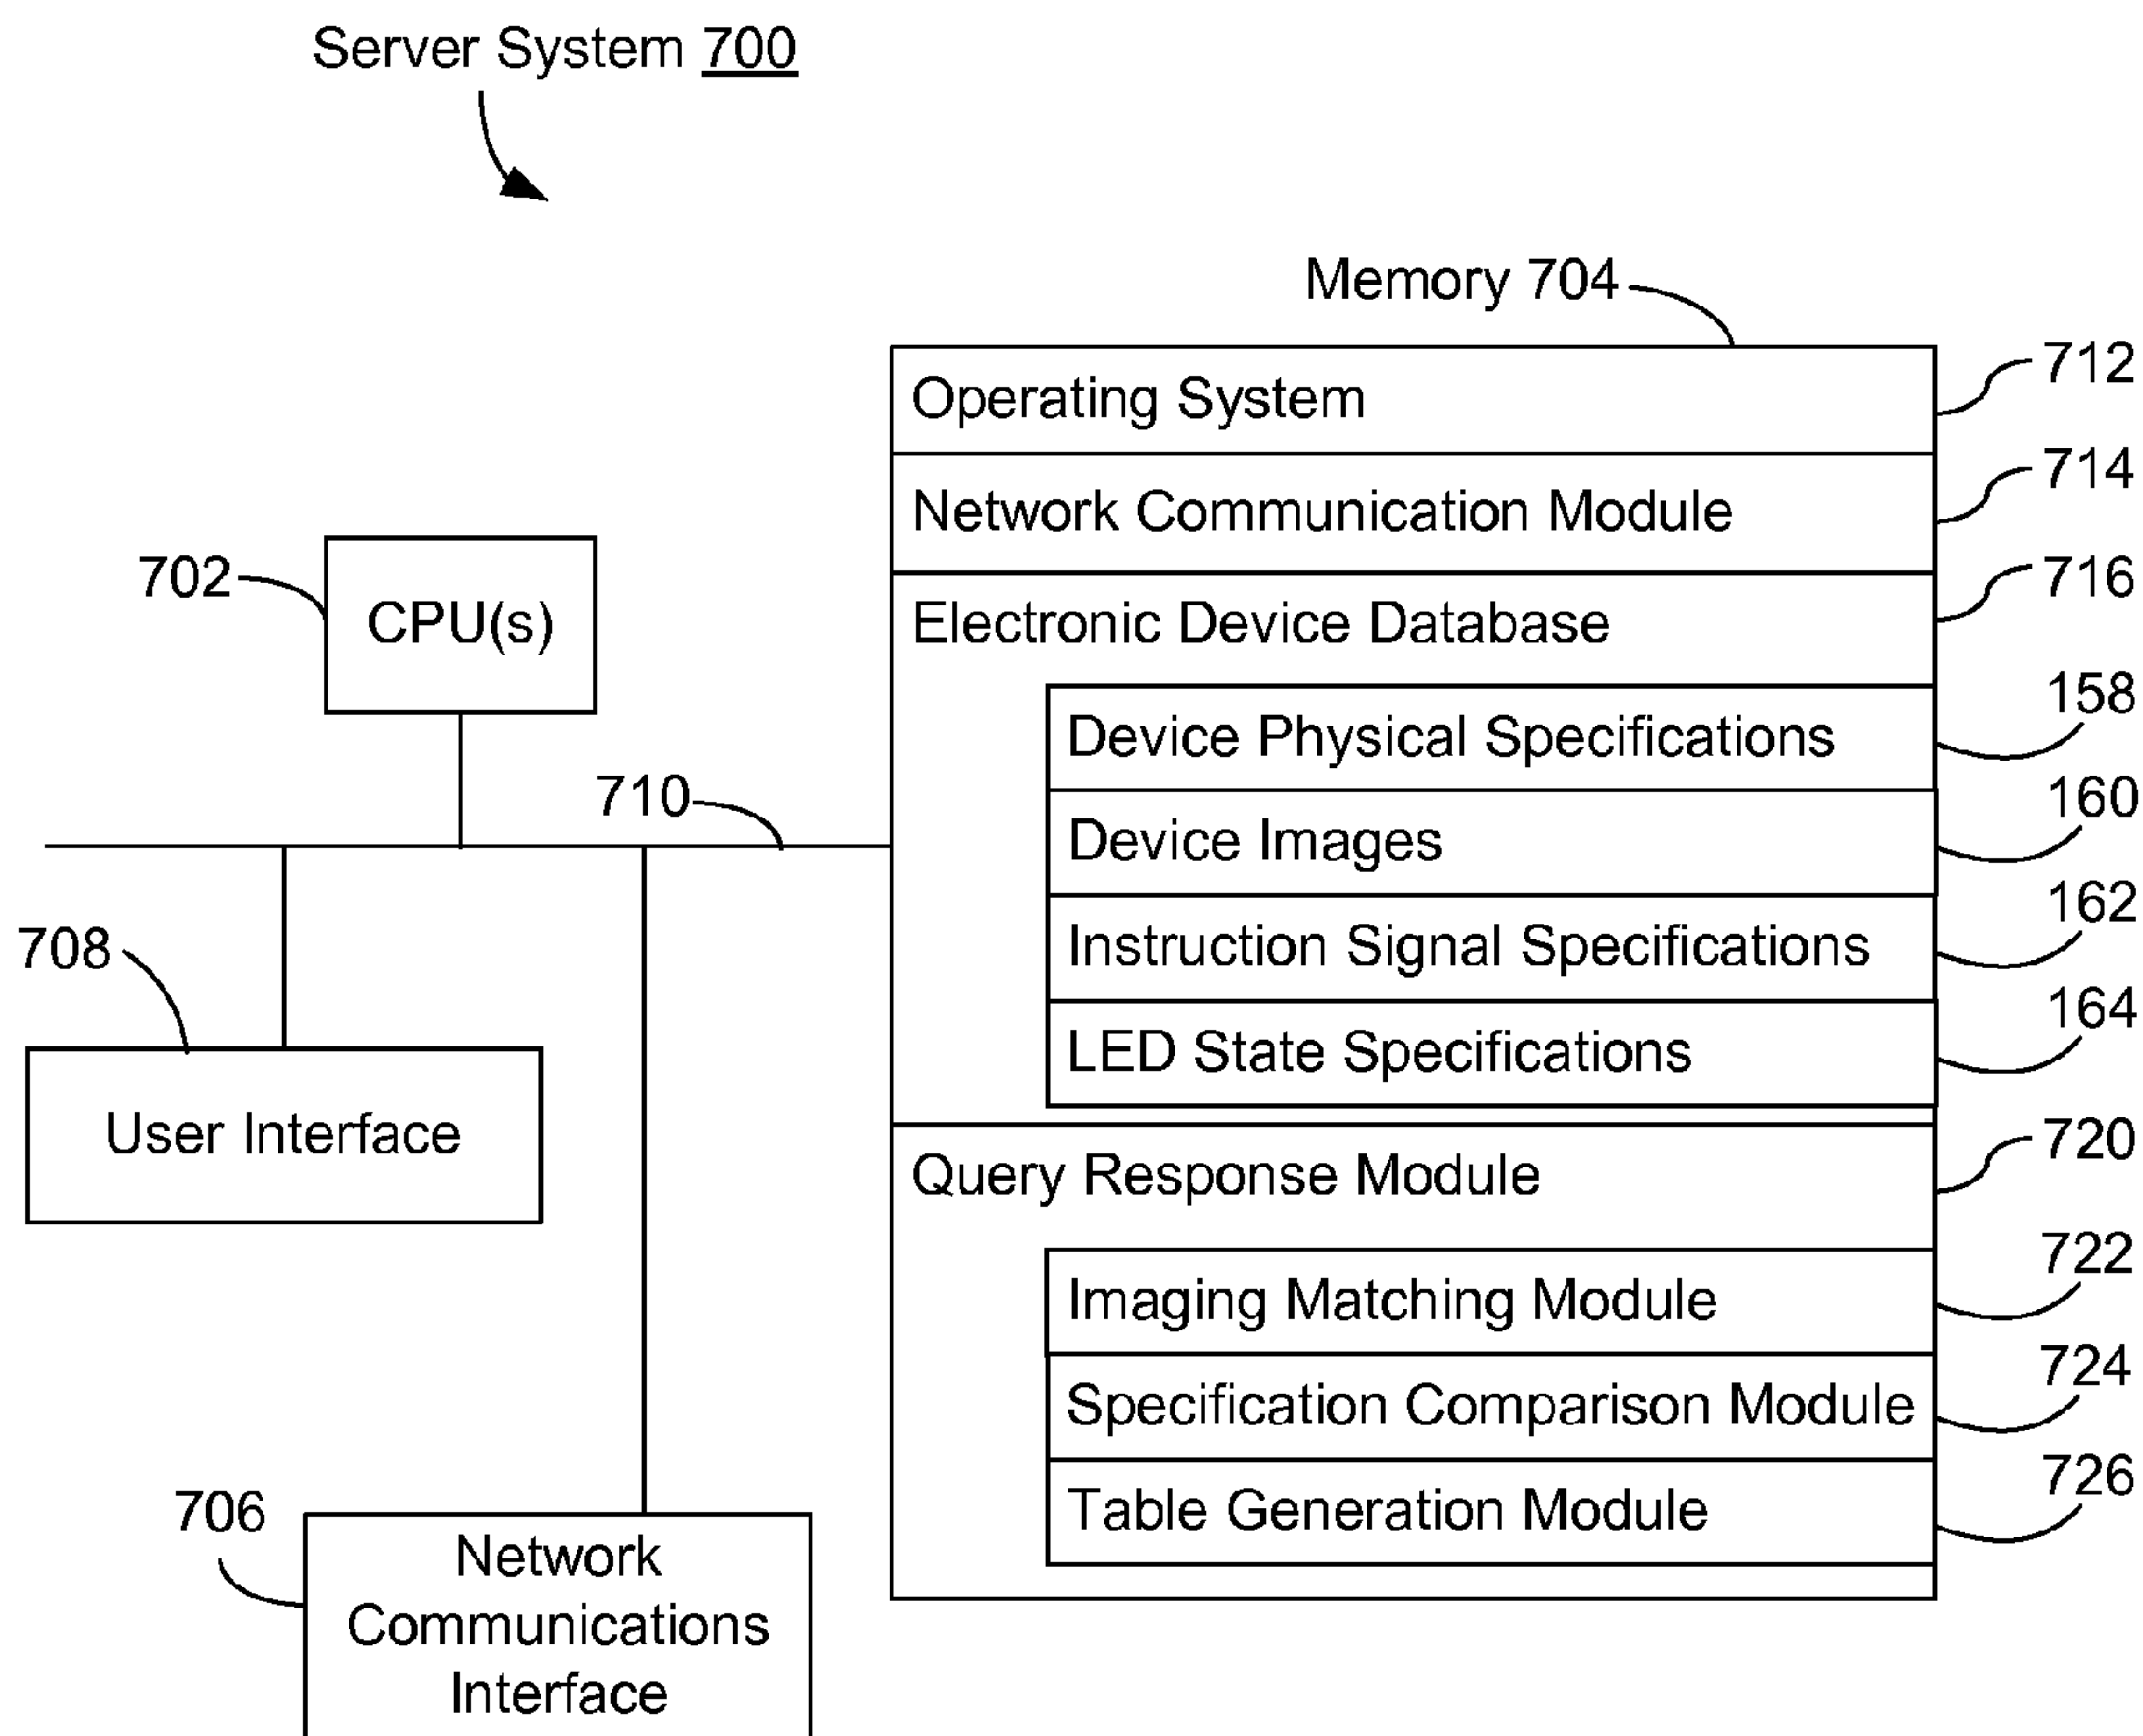 Server System 700
Memory 704
712
Operating System
714
Network Communication Module
716
Electronic Device Database
158
Device Physical Specifications
160
Device Images
162
Instruction Signal Specifications
164
LED State Specifications
720
Query Response Module
722
Imaging Matching Module
724
Specification Comparison Module
726
Table Generation Module
702
CPU(s)
710
708
User Interface
706
Network
Communications
Interface